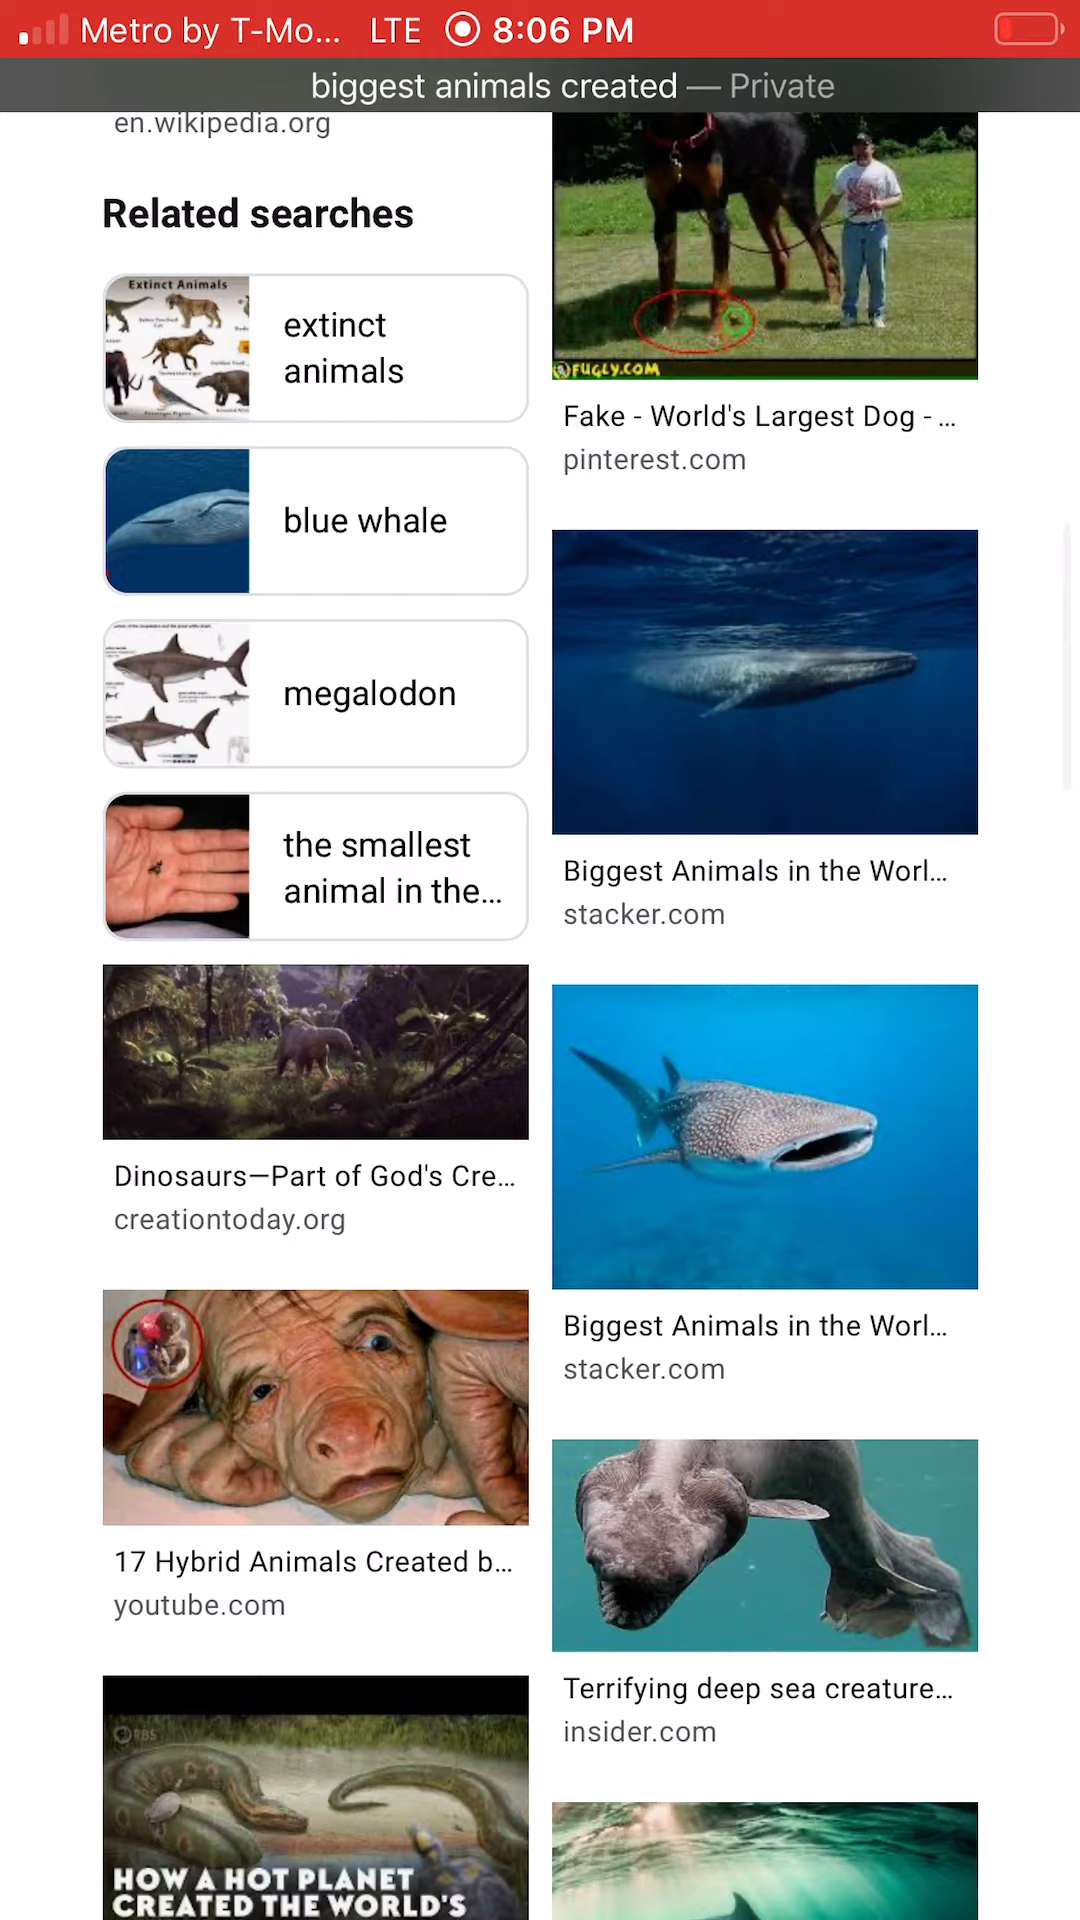 Metro by T-Mo... LTE 8:06 PM
biggest animals created — Private
en.wikipedia.org
Related searches
Extinct Animals
extinct
animals
blue whale
megalodon
the smallest
animal in the...
Dinosaurs—Part of God's Cre...
creationtoday.org
17 Hybrid Animals Created b...
youtube.com
PBS
HOW A HOT PLANET
CREATED THE WORLD'S
FUGLY.COM
Fake - World's Largest Dog - ...
pinterest.com
Biggest Animals in the Worl...
stacker.com
Biggest Animals in the Worl...
stacker.com
Terrifying deep sea creature...
insider.com